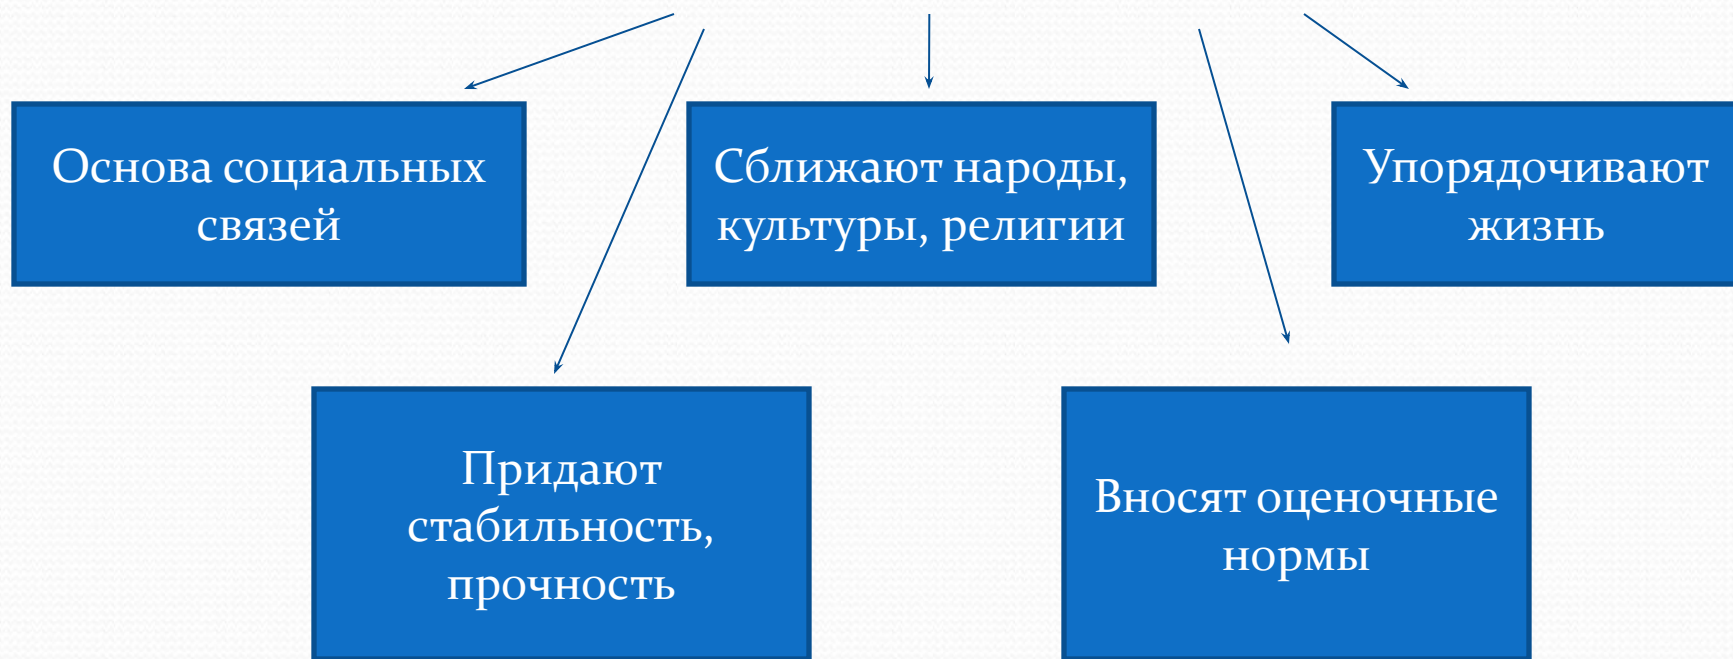 Основа социальных
связей
Сближают народы,
культуры, религии
Упорядочивают
жизнь
Придают
стабильность,
прочность
Вносят оценочные
нормы